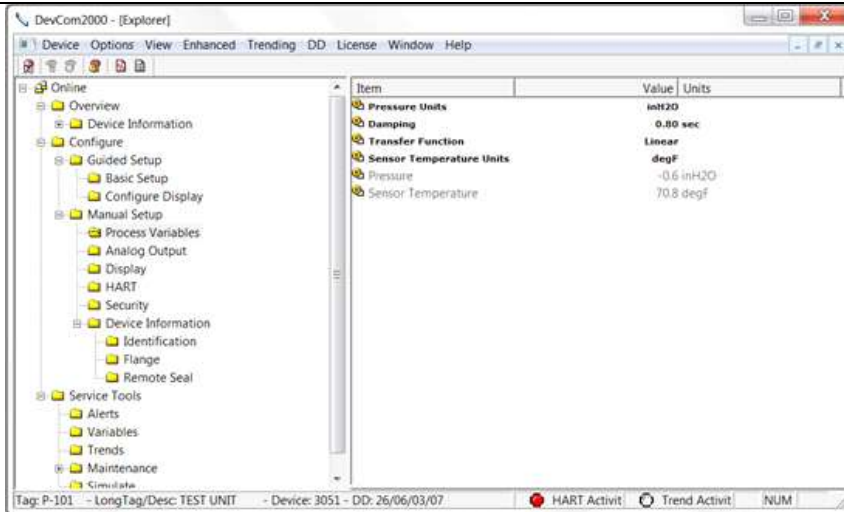 DevCom2000 - [Explorer]
Device Options View Enhanced Trending DD License Window Help
Online
Overview
Device Information
Configure
Guided Setup
Basic Setup
Configure Display
Manual Setup
Process Variables
Analog Output
Display
HART
Security
Device Information
Identification
Flange
Remote Seal
Service Tools
Alerts
Variables
Trends
Maintenance
Simulate
Item Value Units
Pressure Units inH2O
Damping 0.80 sec
Transfer Function Linear
Sensor Temperature Units degF
Pressure -0.6 inH2O
Sensor Temperature 70.8 degF
Tag: P-101 - LongTag/Desc: TEST UNIT - Device: 3051 - DD: 26/06/03/07 HART Activit Trend Activit NUM